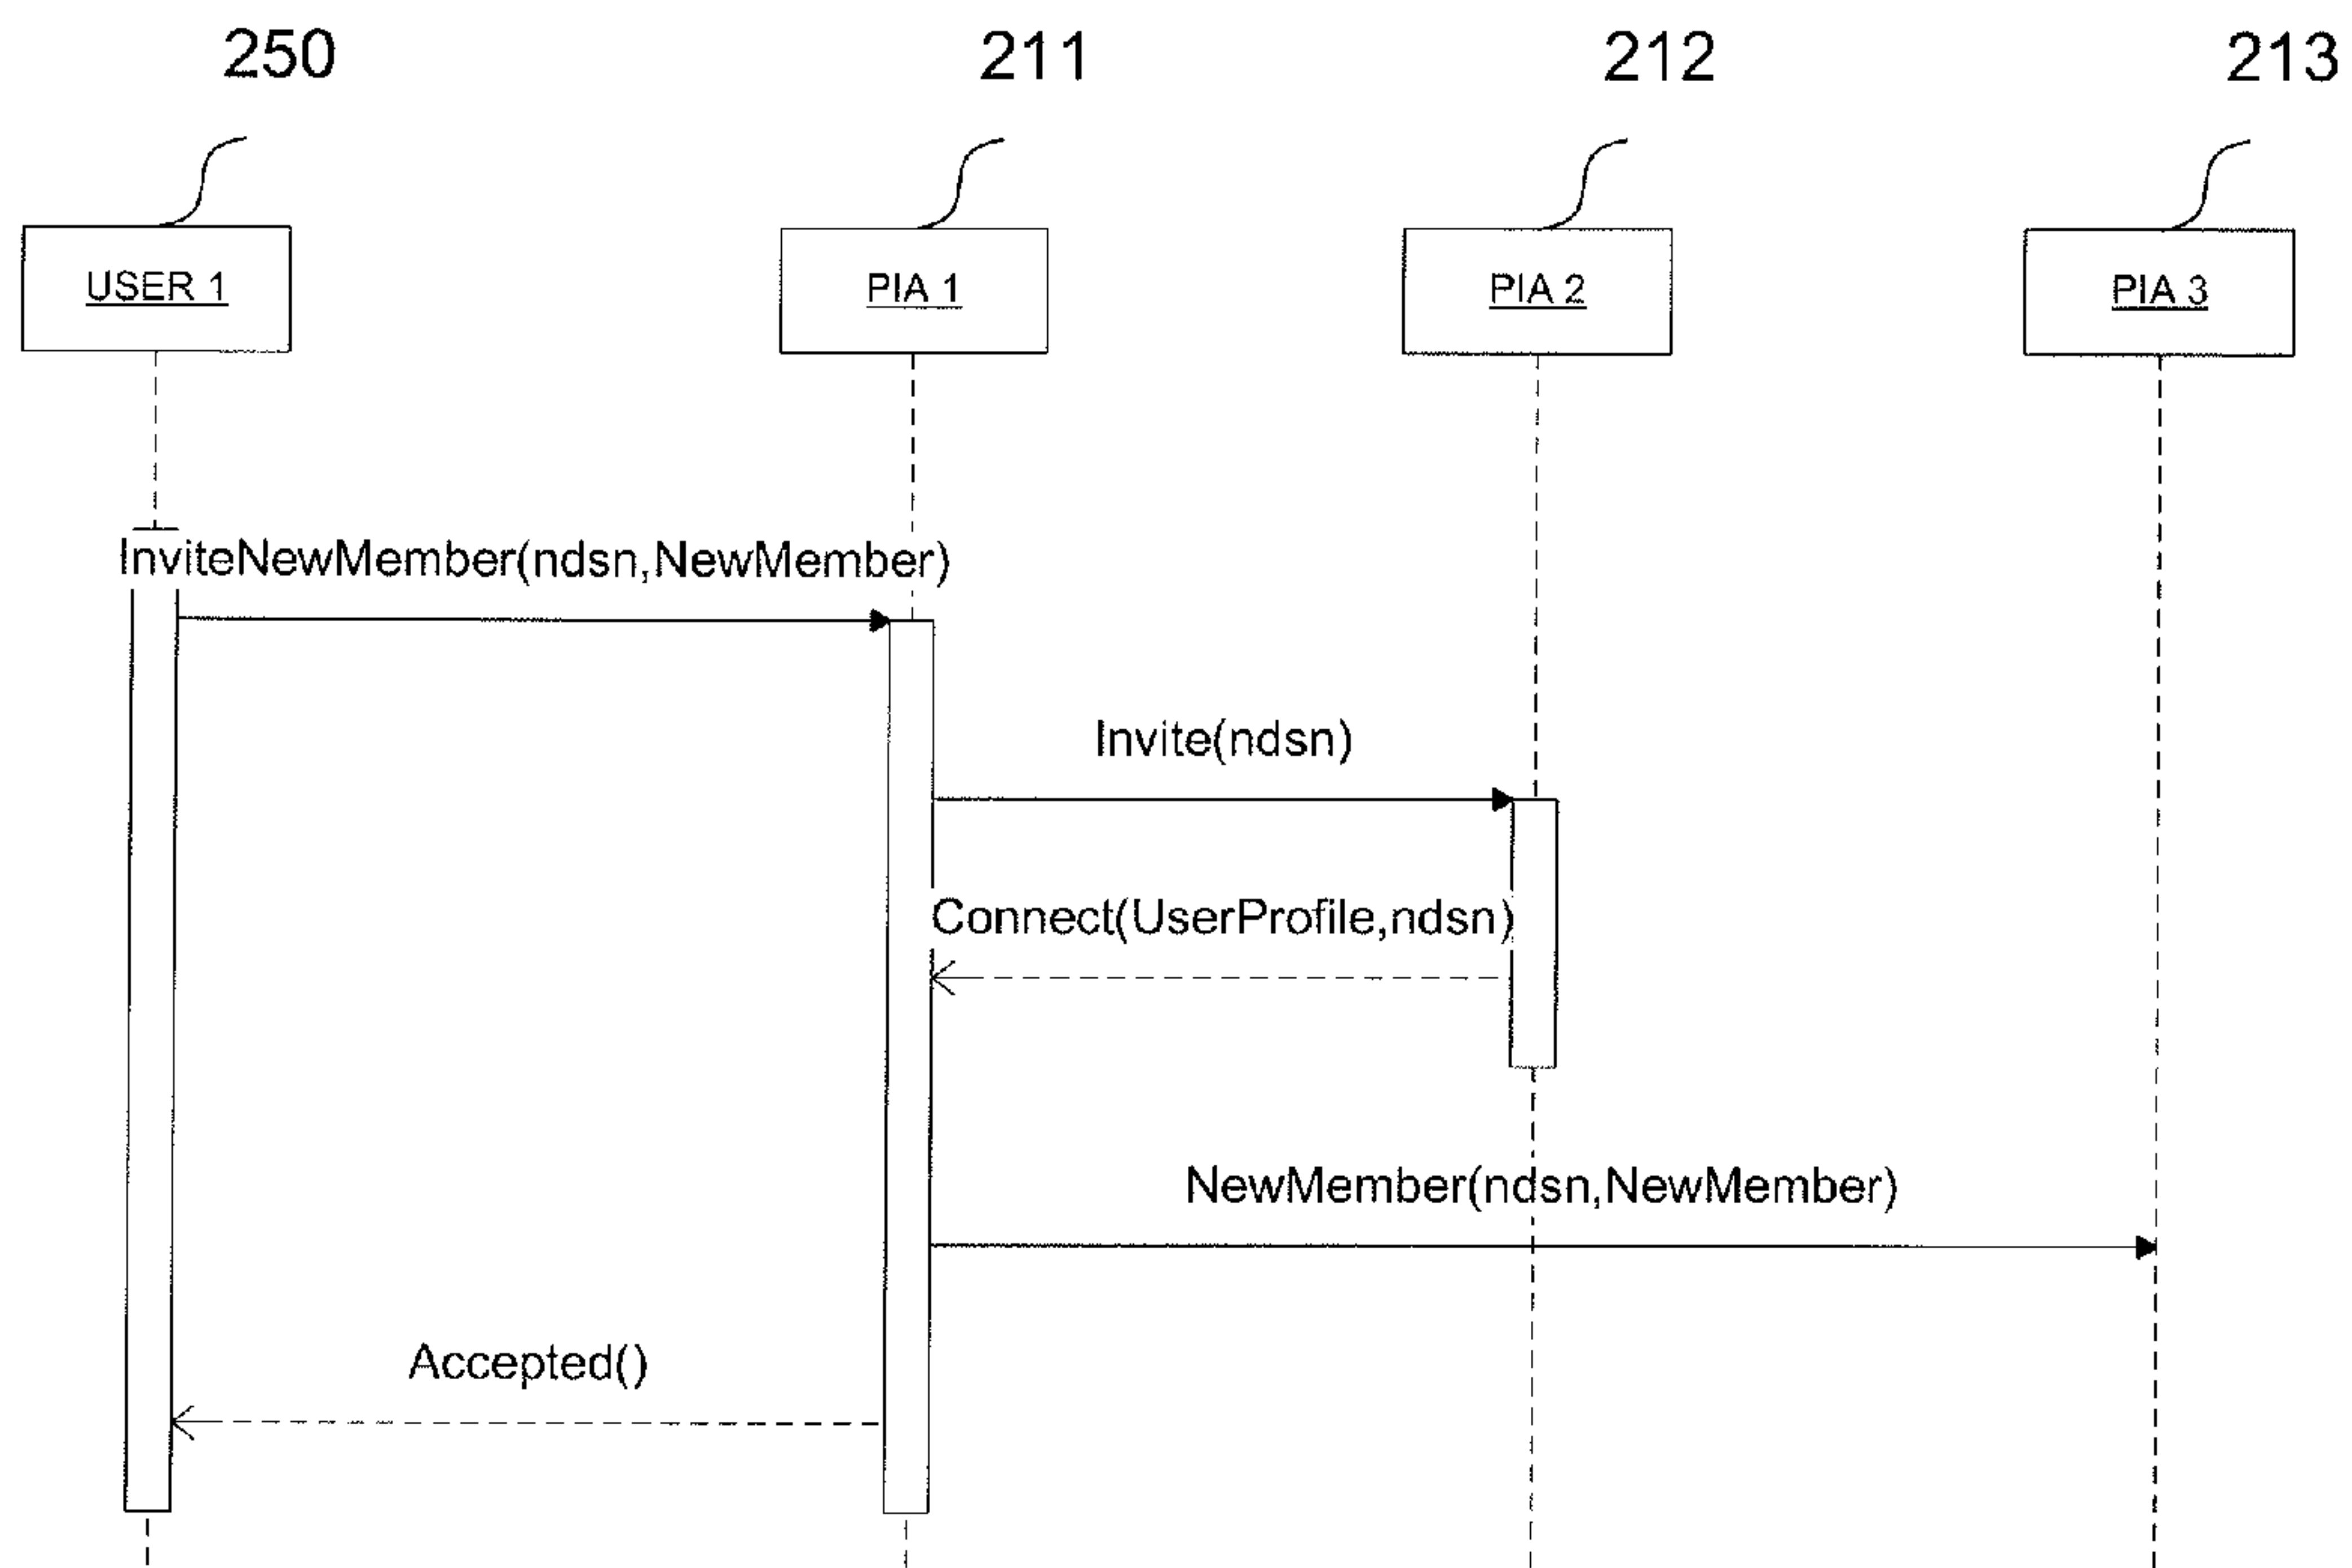 250 211 212 213
USER 1 PIA 1 PIA 2 PIA 3
InviteNewMember(ndsn,NewMember)
Invite(ndsn)
Connect(UserProfile,ndsn)
NewMember(ndsn,NewMember)
Accepted()